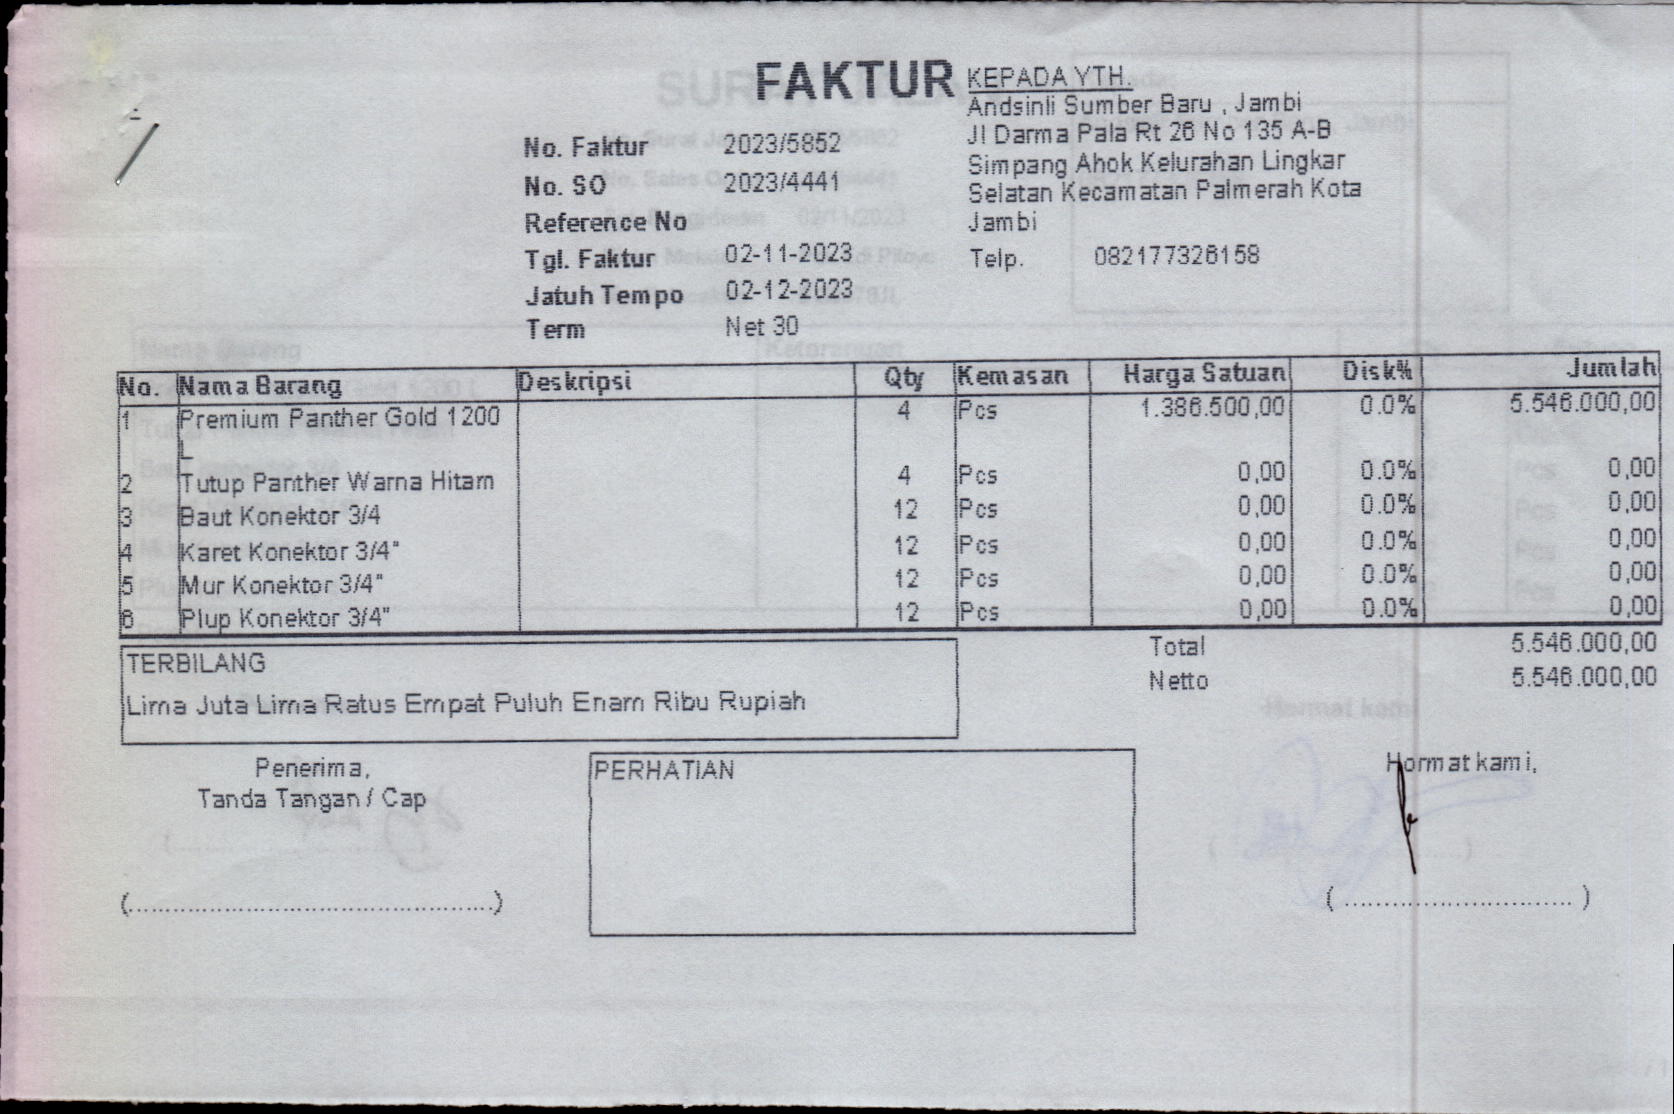 FAKTUR
KEPADA YTH.
Andsinli Sumber Baru , Jambi
Jl Darma Pala Rt 26 No 135 A-B
Simpang Ahok Kelurahan Lingkar
Selatan Kecamatan Palmerah Kota
Jambi
Telp. 082177326158
No. Faktur 2023/5852
No. SO 2023/4441
Reference No
Tgl. Faktur 02-11-2023
Jatuh Tempo 02-12-2023
Term Net 30
No. Nama Barang Deskripsi Qty Kemasan Harga Satuan Disk% Jumlah
1 Premium Panther Gold 1200 4 Pcs 1.386.500,00 0.0% 5.546.000,00
L
2 Tutup Panther Warna Hitam 4 Pcs 0,00 0.0% 0,00
3 Baut Konektor 3/4 12 Pcs 0,00 0.0% 0,00
4 Karet Konektor 3/4" 12 Pcs 0,00 0.0% 0,00
5 Mur Konektor 3/4" 12 Pcs 0,00 0.0% 0,00
6 Plup Konektor 3/4" 12 Pcs 0,00 0.0% 0,00
Total 5.546.000,00
Netto 5.546.000,00
TERBILANG
Lima Juta Lima Ratus Empat Puluh Enam Ribu Rupiah
Penerima,
Tanda Tangan / Cap
(..............................................)
PERHATIAN
Hormat kami,
( ............................. )